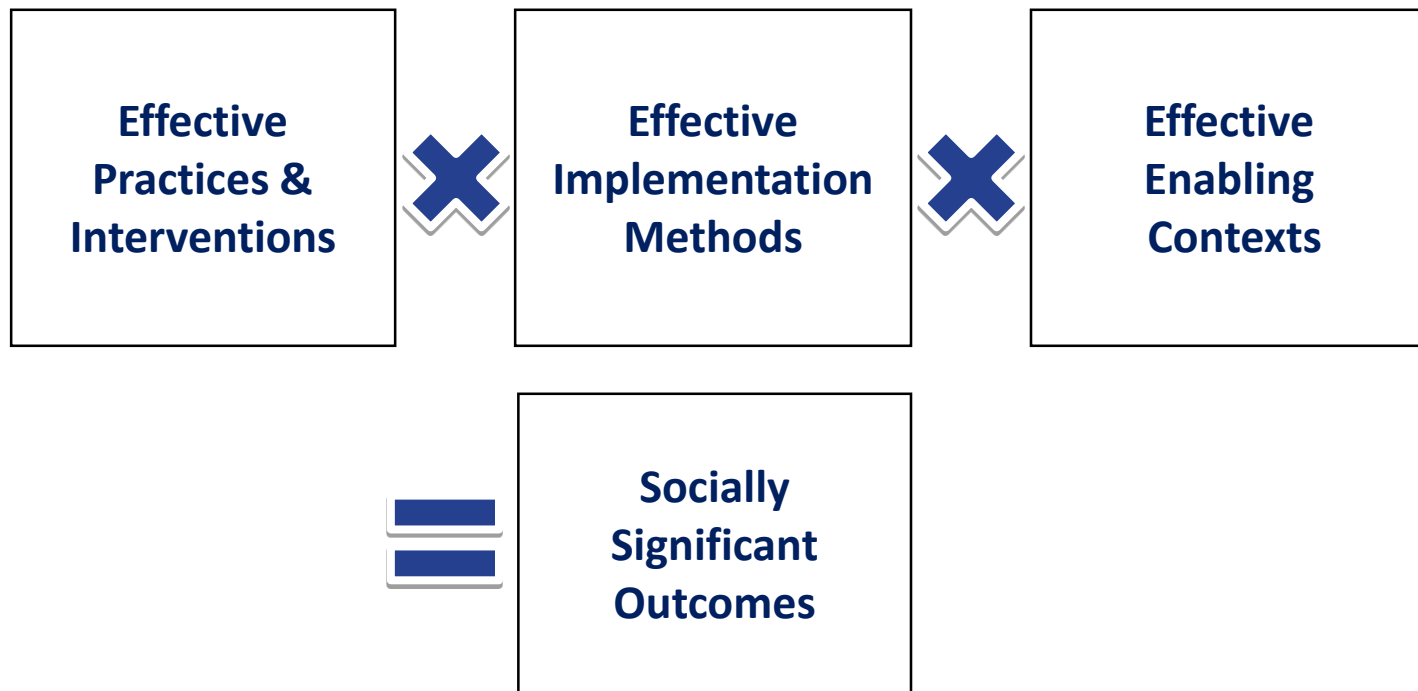 Effective
Practices &
Interventions
Effective
Implementation
Methods
Effective
Enabling
Contexts
Socially
Significant
Outcomes